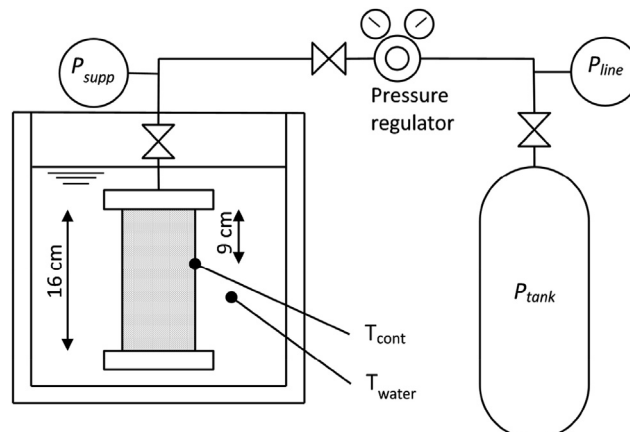 P_supp
P_line
Pressure
regulator
16 cm
9 cm
P_tank
T_cont
T_water